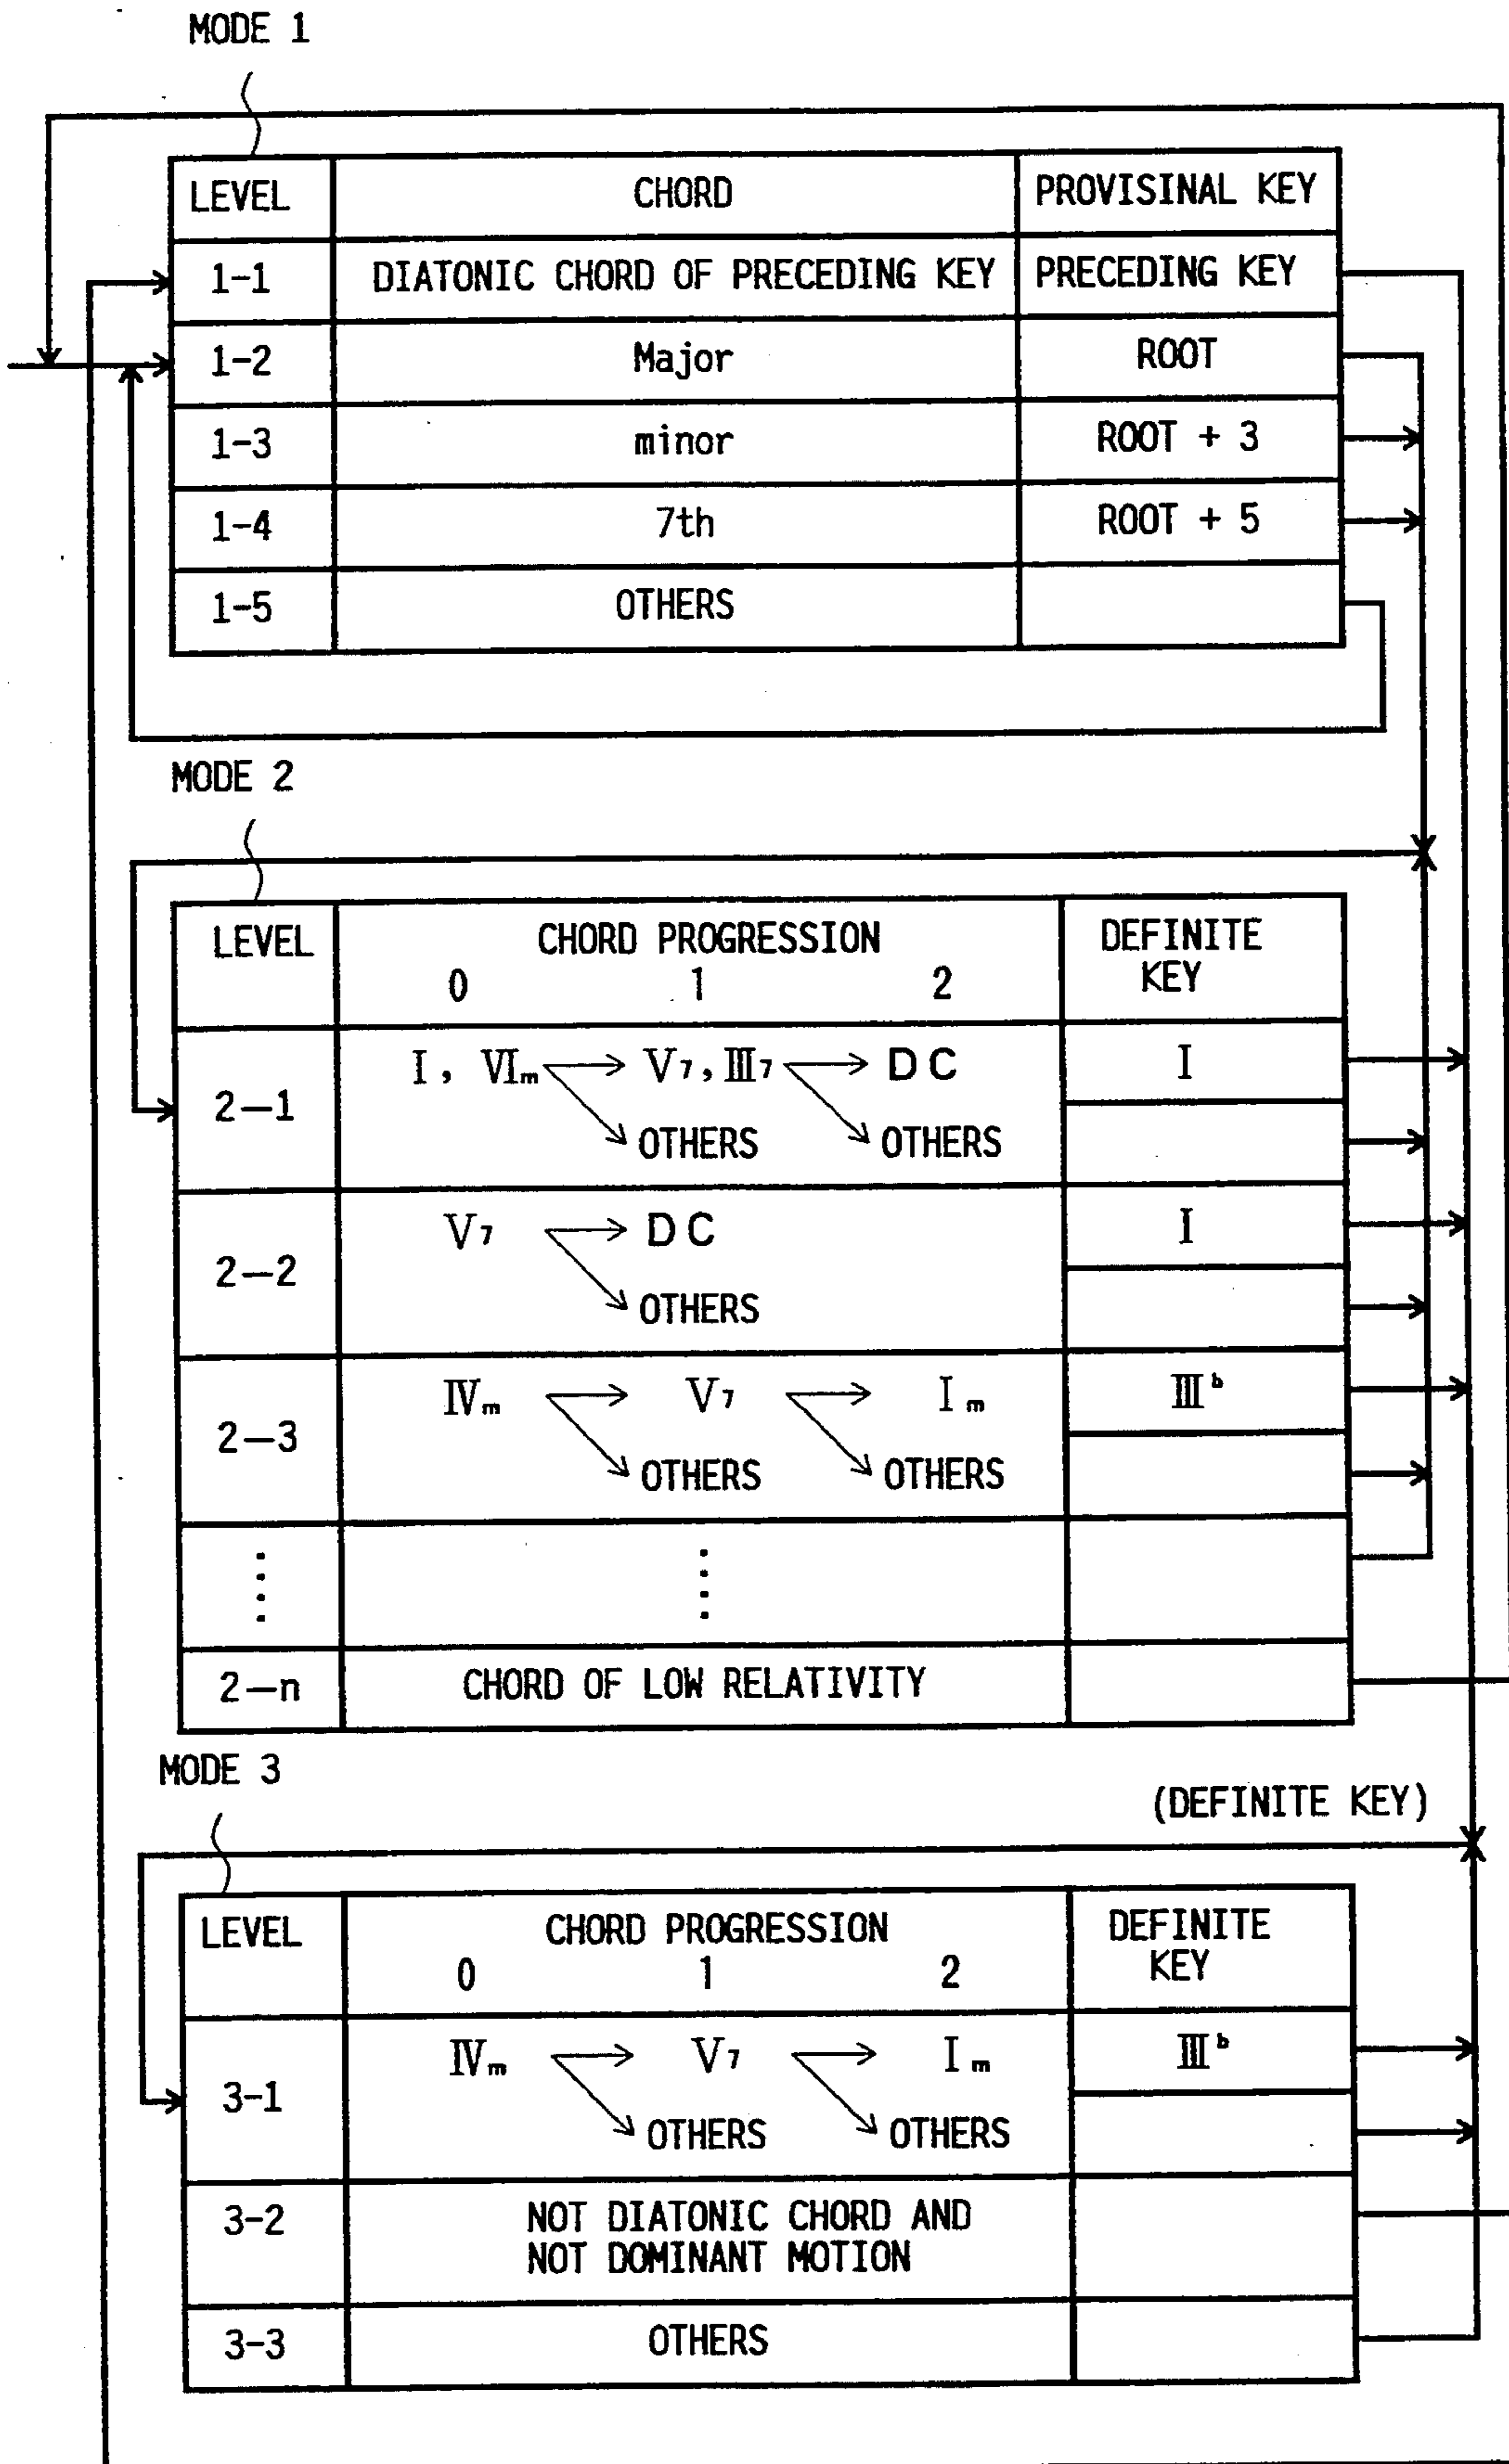 MODE 1
LEVEL CHORD PROVISINAL KEY
1-1 DIATONIC CHORD OF PRECEDING KEY PRECEDING KEY
1-2 Major ROOT
1-3 minor ROOT + 3
1-4 7th ROOT + 5
1-5 OTHERS
MODE 2
LEVEL CHORD PROGRESSION DEFINITE
KEY
0 1 2
2-1 I, VIm V7, III7 DC I
OTHERS OTHERS
2-2 V7 DC I
OTHERS
2-3 IVm V7 Im III♭
OTHERS OTHERS
2-n CHORD OF LOW RELATIVITY
MODE 3
(DEFINITE KEY)
LEVEL CHORD PROGRESSION DEFINITE
KEY
0 1 2
3-1 IVm V7 Im III♭
OTHERS OTHERS
3-2 NOT DIATONIC CHORD AND
NOT DOMINANT MOTION
3-3 OTHERS